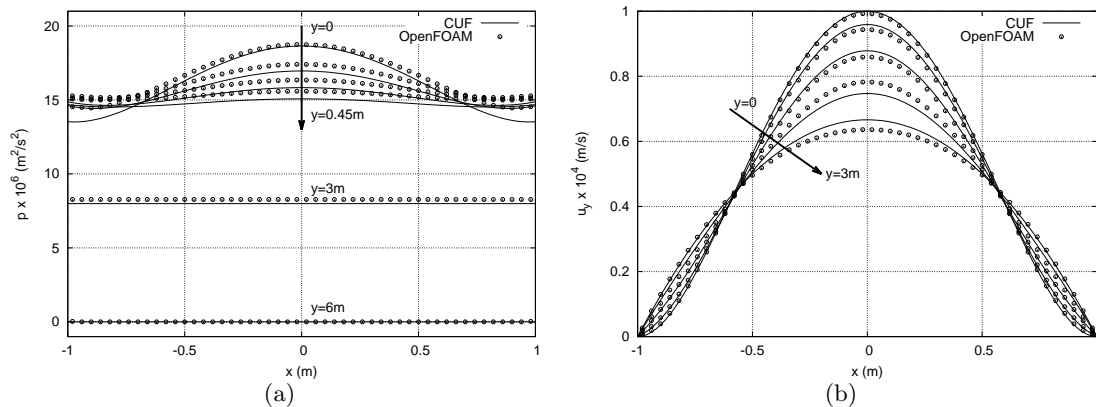 CUF
OpenFOAM
y=0
y=0.45m
y=3m
y=6m
20
15
10
5
0
-1
-0.5
0
0.5
1
p x 10^6 (m^2/s^2)
x (m)
(a)
CUF
OpenFOAM
y=0
y=3m
1
0.8
0.6
0.4
0.2
0
-1
-0.5
0
0.5
u_y x 10^4 (m/s)
x (m)
(b)